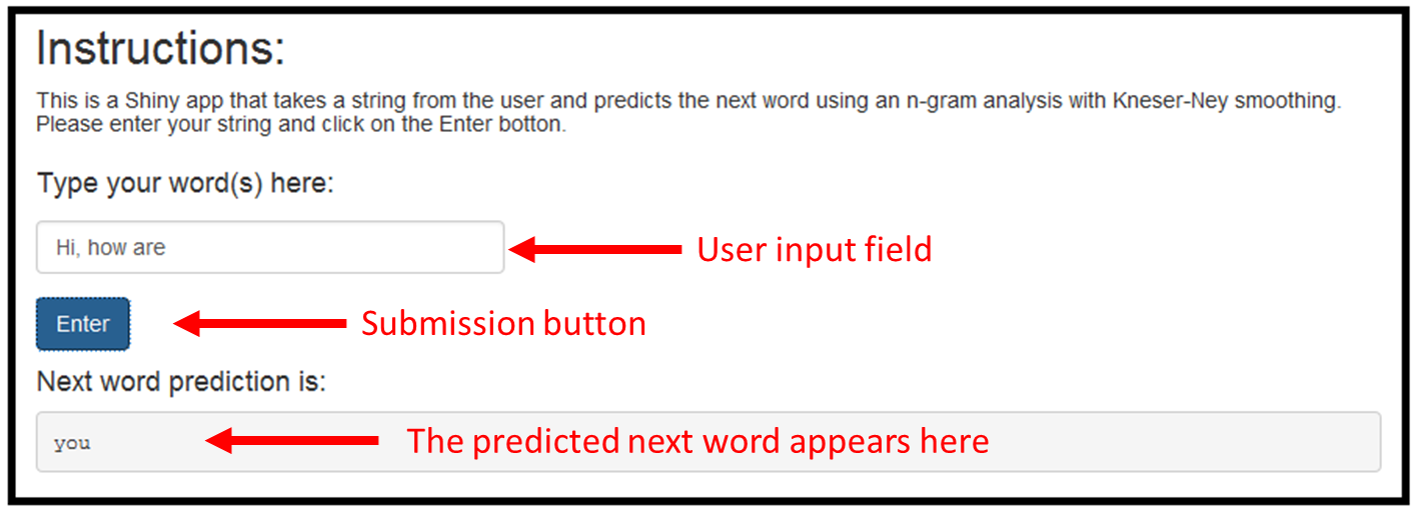 Instructions:
This is a Shiny app that takes a string from the user and predicts the next word using an n-gram analysis with Kneser-Ney smoothing.
Please enter your string and click on the Enter botton.
Type your word(s) here:
Hi, how are
User input field
Enter
Submission button
Next word prediction is:
you
The predicted next word appears here